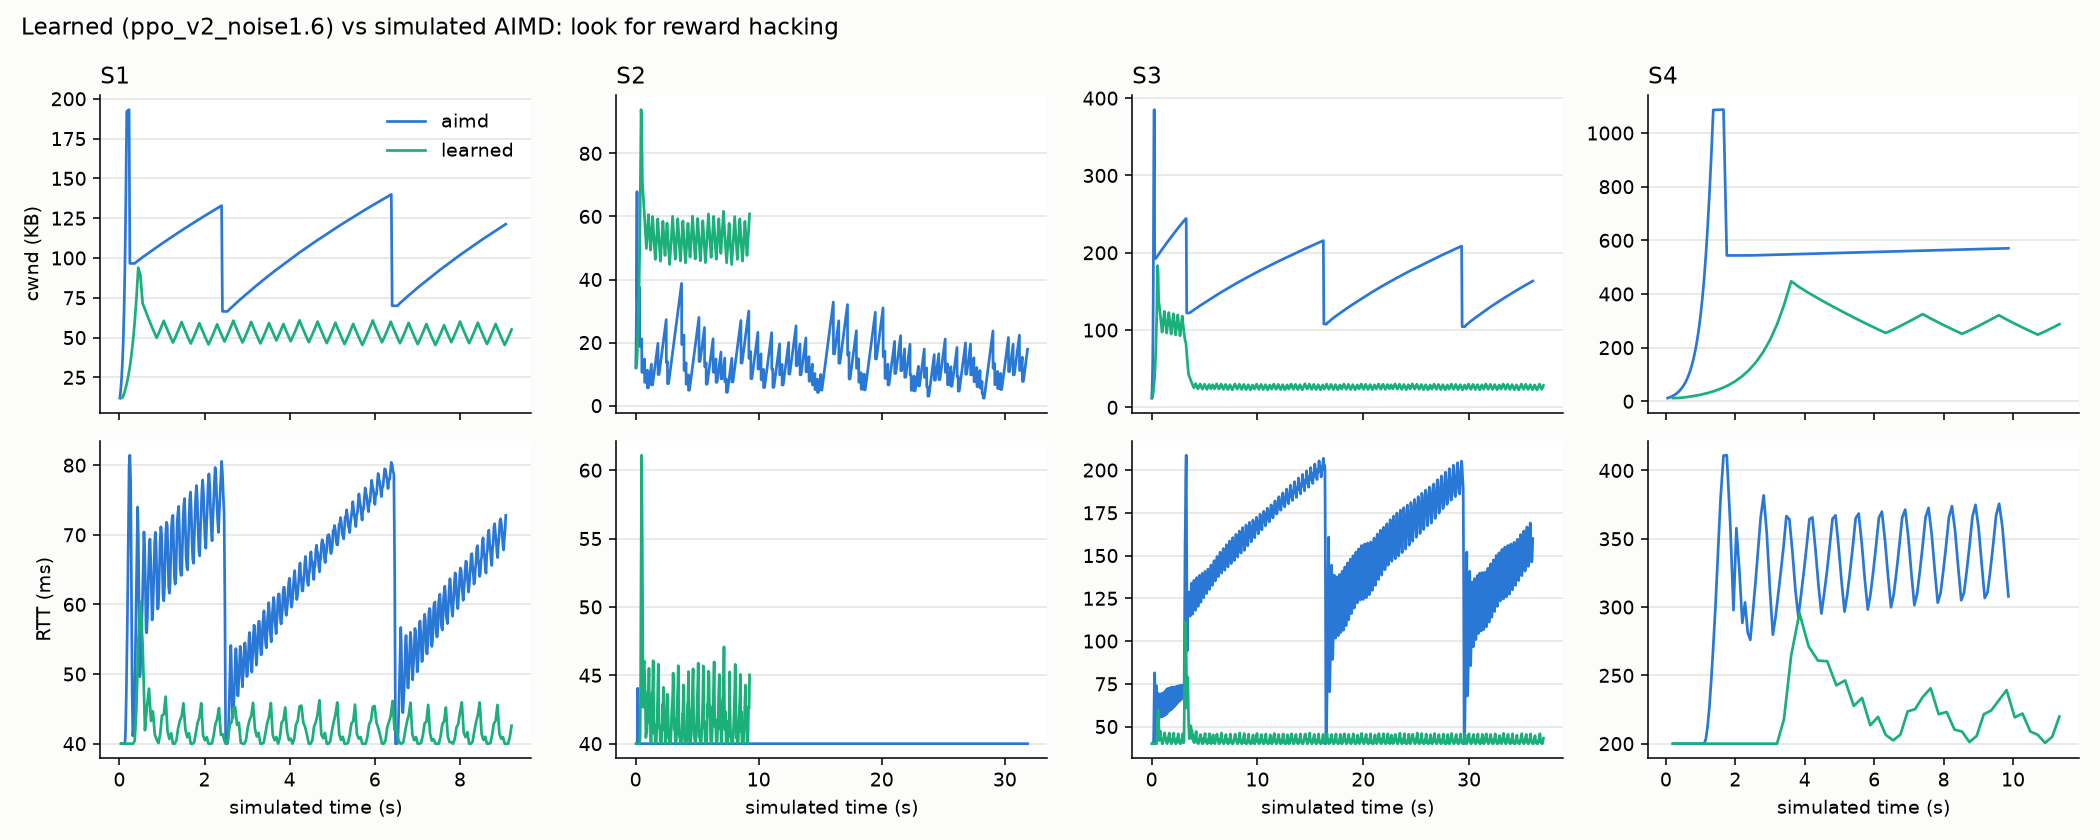 Learned (ppo_v2_noise1.6) vs simulated AIMD: look for reward hacking
S1
S2
S3
S4
cwnd (KB)
200
175
150
125
100
75
50
25
aimd
learned
80
60
40
20
0
400
300
200
100
0
1000
800
600
400
200
0
RTT (ms)
80
70
60
50
40
60
55
50
45
40
200
175
150
125
100
75
50
400
350
300
250
200
0 2 4 6 8
0 10 20 30
0 10 20 30
0 2 4 6 8 10
simulated time (s)
simulated time (s)
simulated time (s)
simulated time (s)